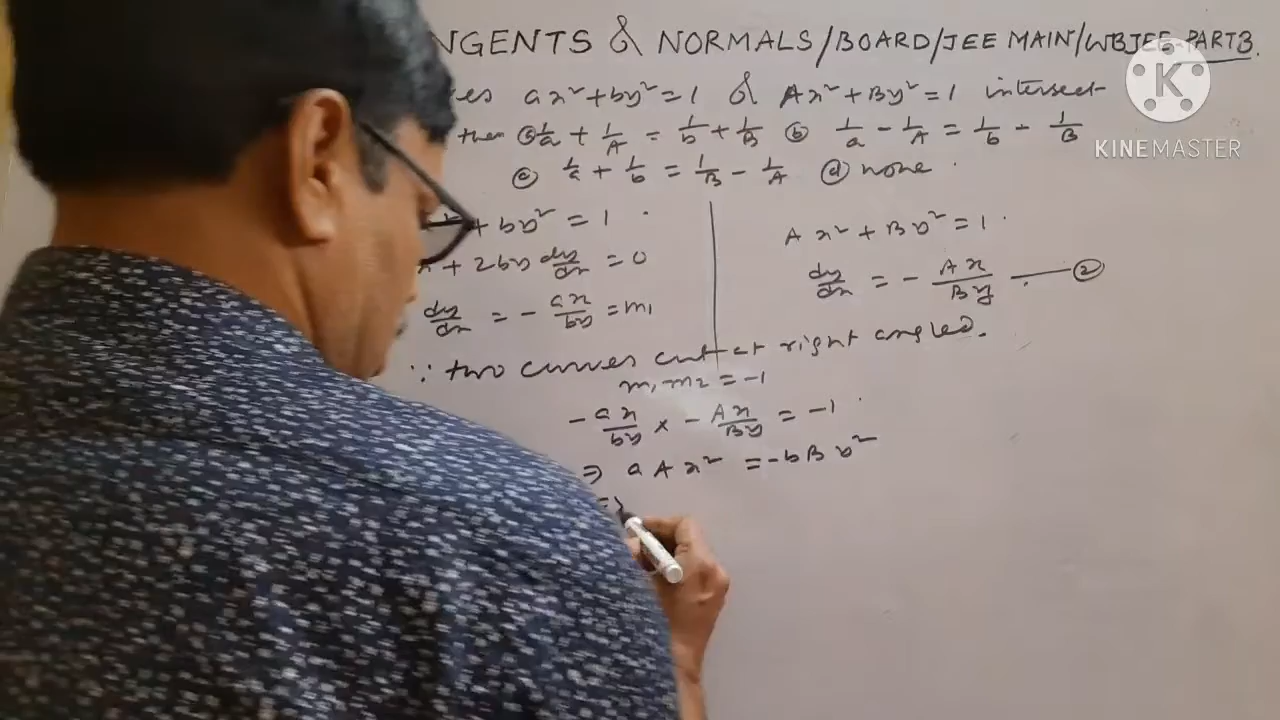 NGENTS & NORMALS/BOARD/JEE MAIN/WBJEE-PART3.
es ax²+by²=1 & Ax²+By²=1 intersect
then ⓐ 1/a + 1/A = 1/b + 1/B ⓑ 1/a - 1/A = 1/b - 1/B
ⓒ 1/a + 1/b = 1/B - 1/A ⓓ none.
² + by² = 1
+ 2by dy/dx = 0
dy/dx = - ax/by = m₁
Ax² + By² = 1
dy/dx = - Ax/By —②
∵ two curves cut at right angled.
m₁m₂ = -1
- ax/by × - Ax/By = -1
⇒ aAx² = -bBy²
⇒
K
KINEMASTER